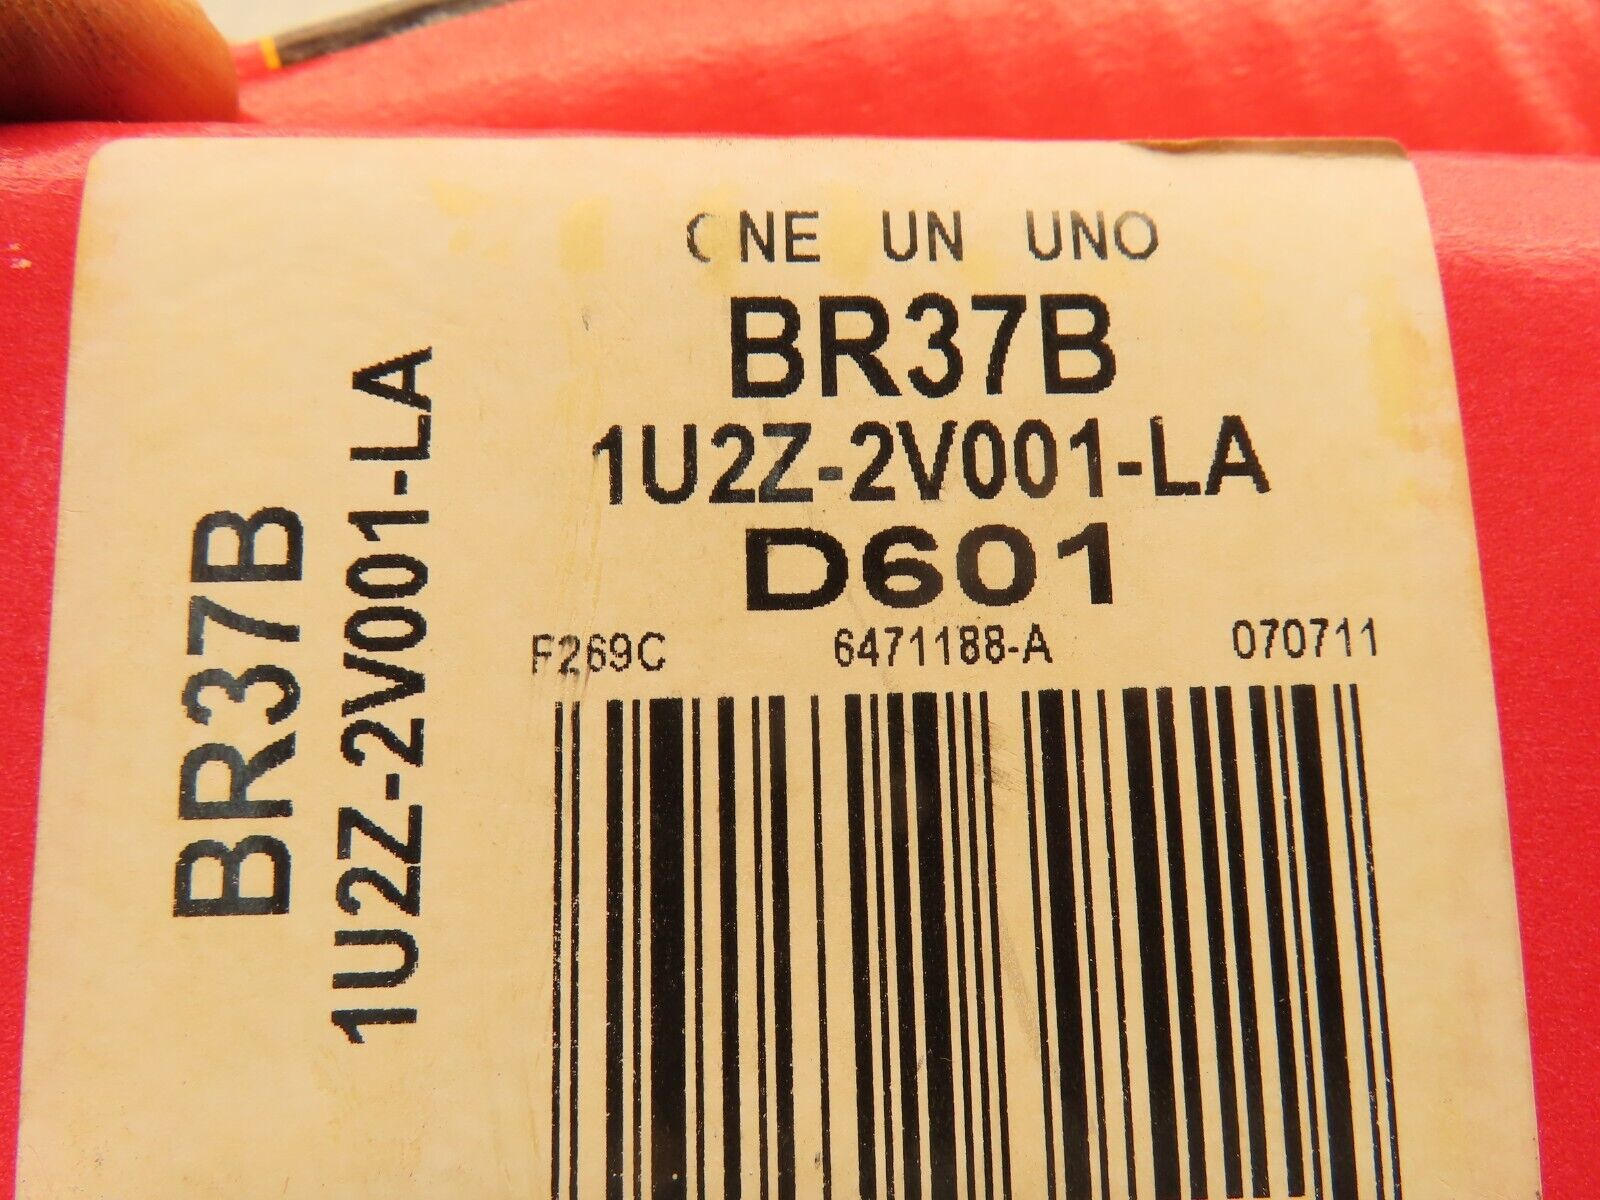 ONE UN UNO
BR37B
1U2Z-2V001-LA
D601
F269C 6471188-A 070711
BR37B
1U2Z-2V001-LA